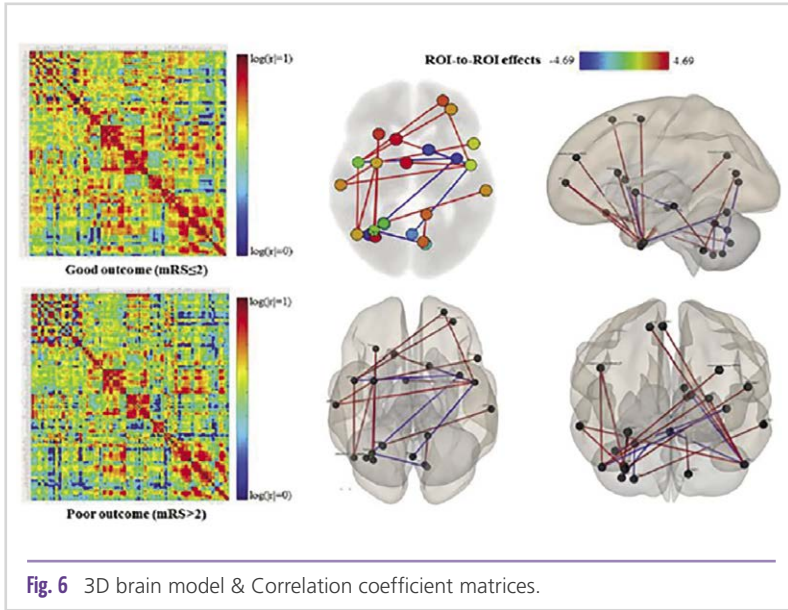 log(|r|=1)
log(|r|=0)
Good outcome (mRS≤2)
log(|r|=1)
log(|r|=0)
Poor outcome (mRS>2)
ROI-to-ROI effects -4.69 4.69
Fig. 6 3D brain model & Correlation coefficient matrices.